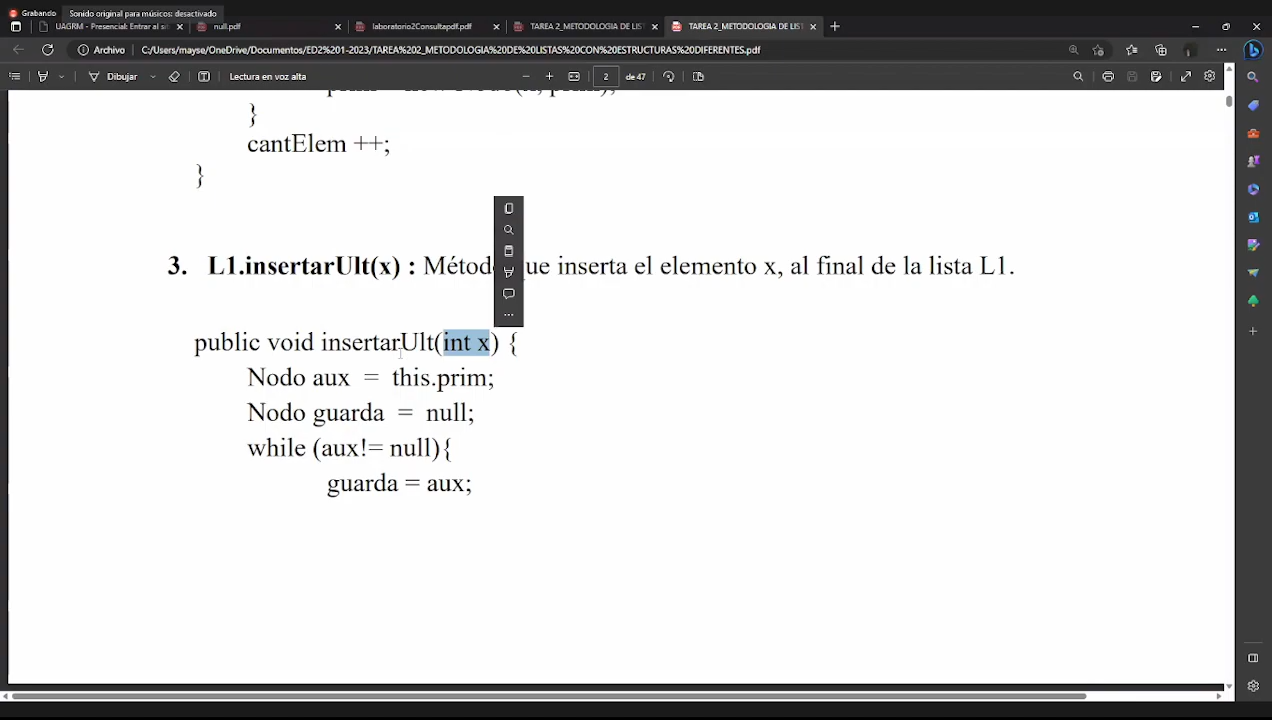 Grabando
Sonido original para músicos: desactivado
UAGRM - Presencial: Entrar al sit
null.pdf
laboratorio2Consultapdf.pdf
TAREA 2_METODOLOGIA DE LIST
TAREA 2_METODOLOGIA DE LIST
Archivo
C:/Users/mayse/OneDrive/Documentos/ED2%201-2023/TAREA%202_METODOLOGIA%20DE%20LISTAS%20CON%20ESTRUCTURAS%20DIFERENTES.pdf
Dibujar
Lectura en voz alta
2
de 47
}
cantElem ++;
}
3. L1.insertarUlt(x) : Métod ue inserta el elemento x, al final de la lista L1.
public void insertarUlt(int x) {
Nodo aux = this.prim;
Nodo guarda = null;
while (aux!= null){
guarda = aux;